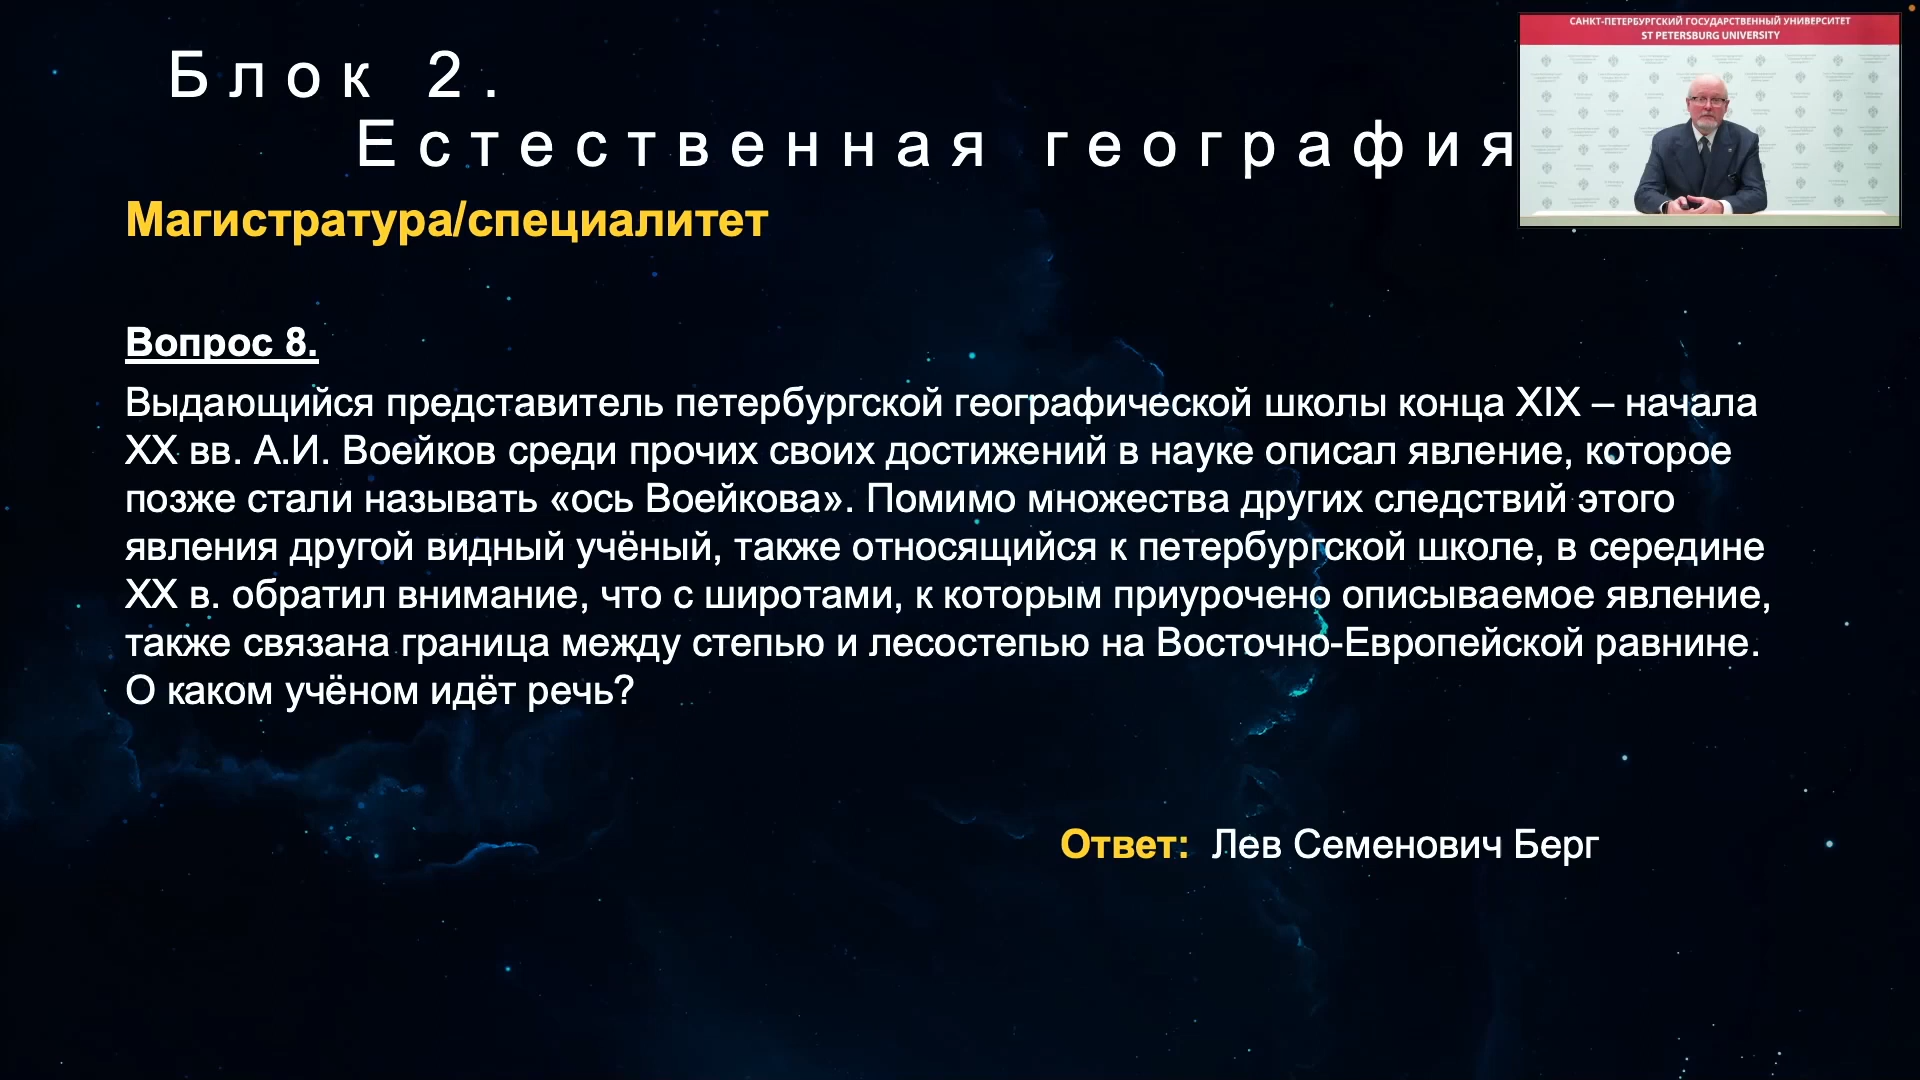 Блок 2.
САНКТ-ПЕТЕРБУРГСКИЙ ГОСУДАРСТВЕННЫЙ УНИВЕРСИТЕТ
ST PETERSBURG UNIVERSITY
Естественная география
Магистратура/специалитет
Вопрос 8.
Выдающийся представитель петербургской географической школы конца XIX – начала
XX вв. А.И. Воейков среди прочих своих достижений в науке описал явление, которое
позже стали называть «ось Воейкова». Помимо множества других следствий этого
явления другой видный учёный, также относящийся к петербургской школе, в середине
XX в. обратил внимание, что с широтами, к которым приурочено описываемое явление,
также связана граница между степью и лесостепью на Восточно-Европейской равнине.
О каком учёном идёт речь?
Ответ: Лев Семенович Берг